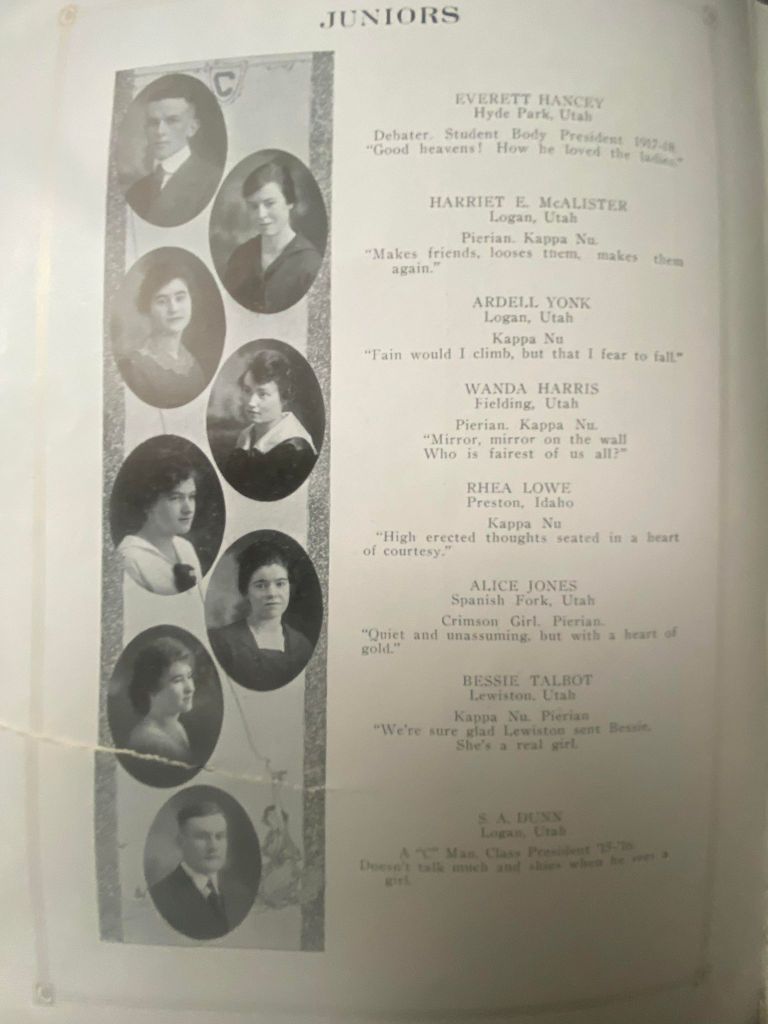 JUNIORS
C
EVERETT HANCEY
Hyde Park, Utah
Debater. Student Body President 1917-18
"Good heavens! How he loved the ladies."
HARRIET E. McALISTER
Logan, Utah
Pierian. Kappa Nu.
"Makes friends, looses them, makes them
again."
ARDELL YONK
Logan, Utah
Kappa Nu
"Fain would I climb, but that I fear to fall."
WANDA HARRIS
Fielding, Utah
Pierian. Kappa Nu.
"Mirror, mirror on the wall
Who is fairest of us all?"
RHEA LOWE
Preston, Idaho
Kappa Nu
"High erected thoughts seated in a heart
of courtesy."
ALICE JONES
Spanish Fork, Utah
Crimson Girl. Pierian.
"Quiet and unassuming, but with a heart of
gold."
BESSIE TALBOT
Lewiston, Utah
Kappa Nu. Pierian
"We're sure glad Lewiston sent Bessie.
She's a real girl.
S. A. DUNN
Logan, Utah
A "C" Man. Class President '15-'16
Doesn't talk much and shies when he sees a
girl.